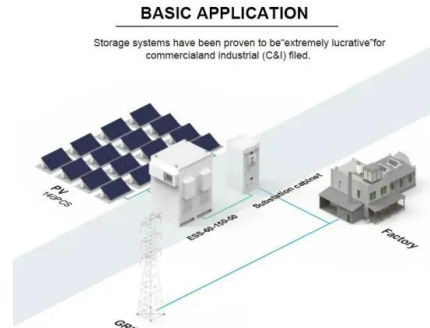 BASIC APPLICATION
Storage systems have been proven to be"extremely lucrative"for
commercialand industrial (C&I) filed.
PV
140PCS
ESS-60-150-50
Substation cabinet
Factory